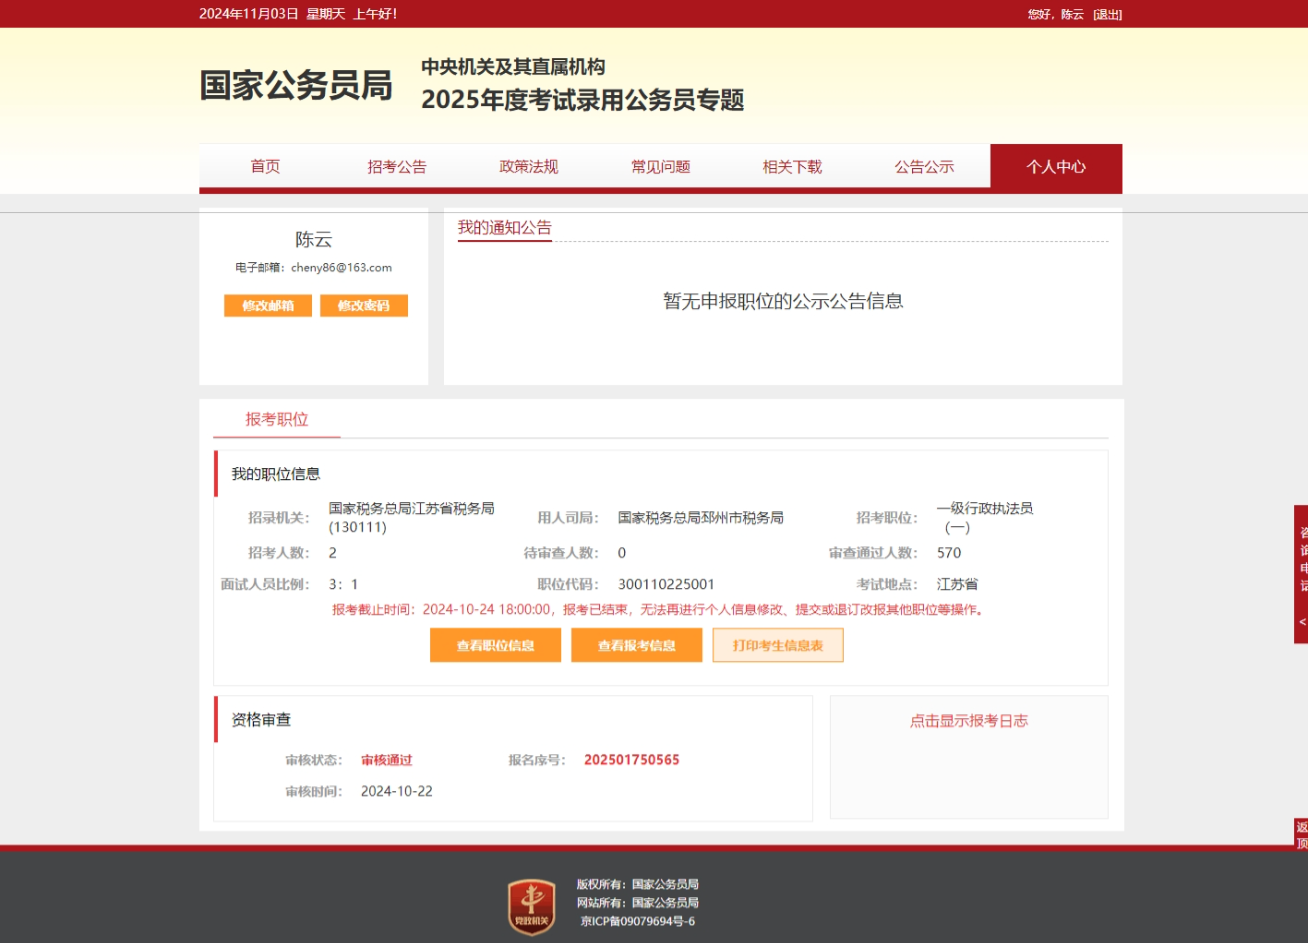 2024年11月03日 星期天 上午好！
您好，陈云 [退出]
国家公务员局
中央机关及其直属机构
2025年度考试录用公务员专题
首页 招考公告 政策法规 常见问题 相关下载 公告公示 个人中心
陈云
电子邮箱：cheny86@163.com
修改邮箱 修改密码
我的通知公告
暂无申报职位的公示公告信息
报考职位
我的职位信息
招录机关： 国家税务总局江苏省税务局
(130111)
用人司局： 国家税务总局邳州市税务局
招考职位： 一级行政执法员
（一）
招考人数： 2 待审查人数： 0 审查通过人数： 570
面试人员比例： 3：1 职位代码： 300110225001 考试地点： 江苏省
报考截止时间：2024-10-24 18:00:00，报考已结束，无法再进行个人信息修改、提交或退订改报其他职位等操作。
查看职位信息 查看报考信息 打印考生信息表
资格审查
审核状态： 审核通过 报名序号： 202501750565
审核时间： 2024-10-22
点击显示报考日志
咨
询
电
<
返
顶
党政机关
版权所有：国家公务员局
网站所有：国家公务员局
京ICP备09079694号-6